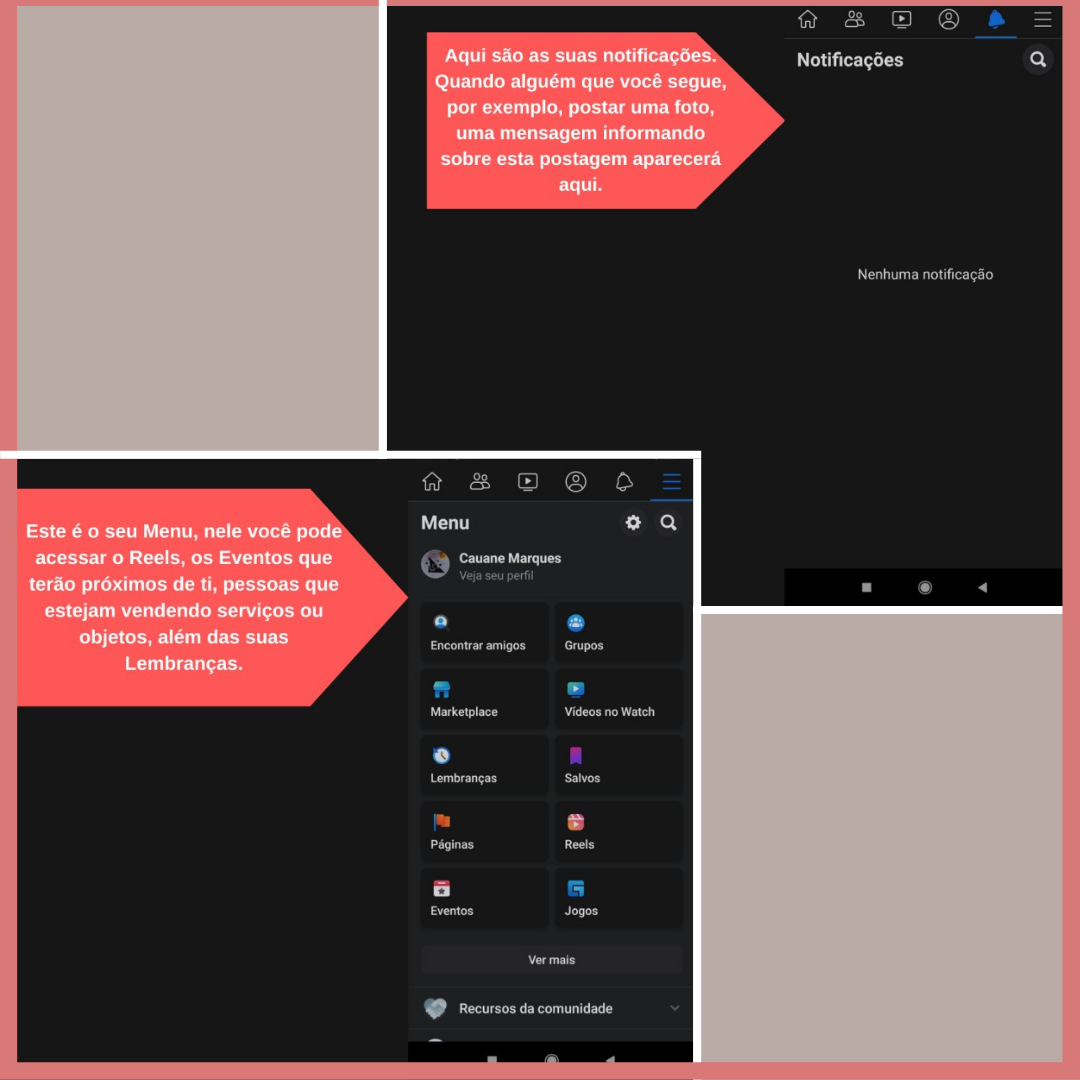 Aqui são as suas notificações.
Quando alguém que você segue,
por exemplo, postar uma foto,
uma mensagem informando
sobre esta postagem aparecerá
aqui.
Notificações
Nenhuma notificação
Este é o seu Menu, nele você pode
acessar o Reels, os Eventos que
terão próximos de ti, pessoas que
estejam vendendo serviços ou
objetos, além das suas
Lembranças.
Menu
Cauane Marques
Veja seu perfil
Encontrar amigos
Grupos
Marketplace
Vídeos no Watch
Lembranças
Salvos
Páginas
Reels
Eventos
Jogos
Ver mais
Recursos da comunidade